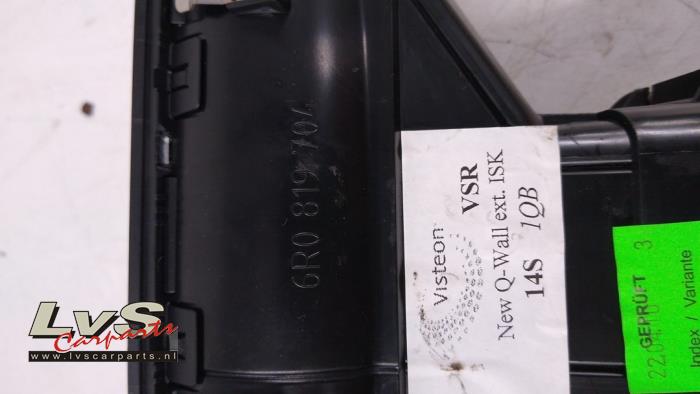 6R0 819 704
Visteon
VSR
New Q-Wall ext. ISK
14S 1QB
GEPRÜFT 3
Index / Variante
LvS
Carparts
www.lvscarparts.nl